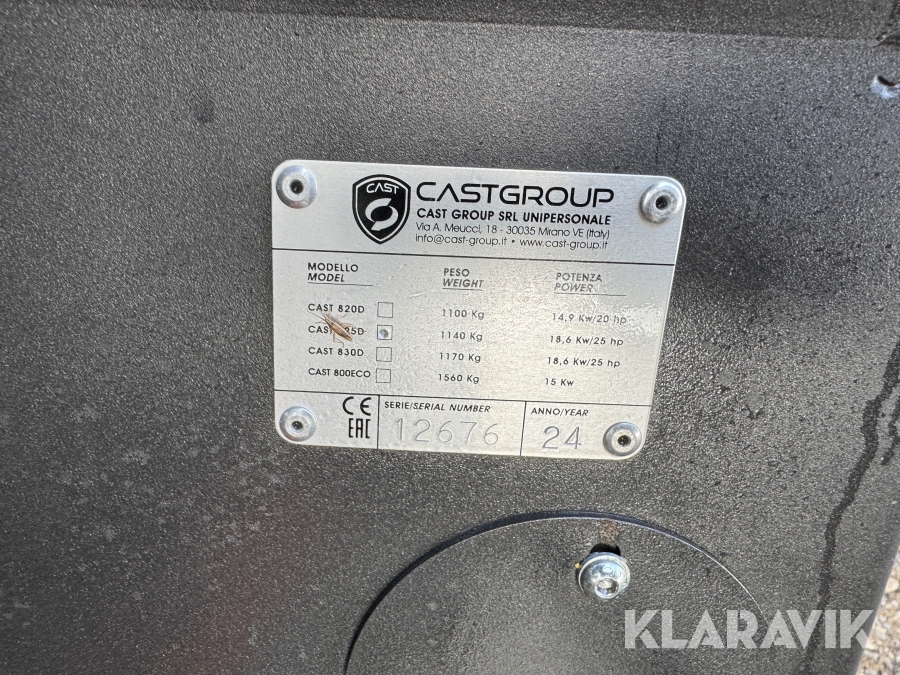 CAST
CASTGROUP
CAST GROUP SRL UNIPERSONALE
Via A. Meucci, 18 - 30035 Mirano VE (Italy)
info@cast-group.it • www.cast-group.it
MODELLO PESO POTENZA
MODEL WEIGHT POWER
CAST 820D 1100 Kg 14,9 Kw/20 hp
1140 Kg 18,6 Kw/25 hp
CAST 830D 1170 Kg 18,6 Kw/25 hp
CAST 800ECO 1560 Kg 15 Kw
CE
EAC
SERIE/SERIAL NUMBER ANNO/YEAR
12676 24
KLARAVIK